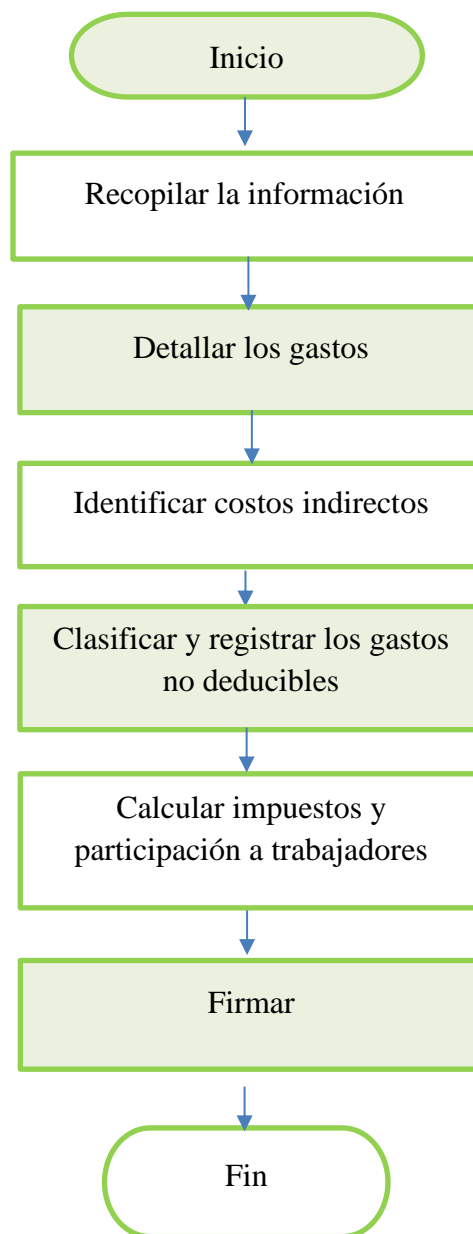 Inicio
Recopilar la información
Detallar los gastos
Identificar costos indirectos
Clasificar y registrar los gastos
no deducibles
Calcular impuestos y
participación a trabajadores
Firmar
Fin